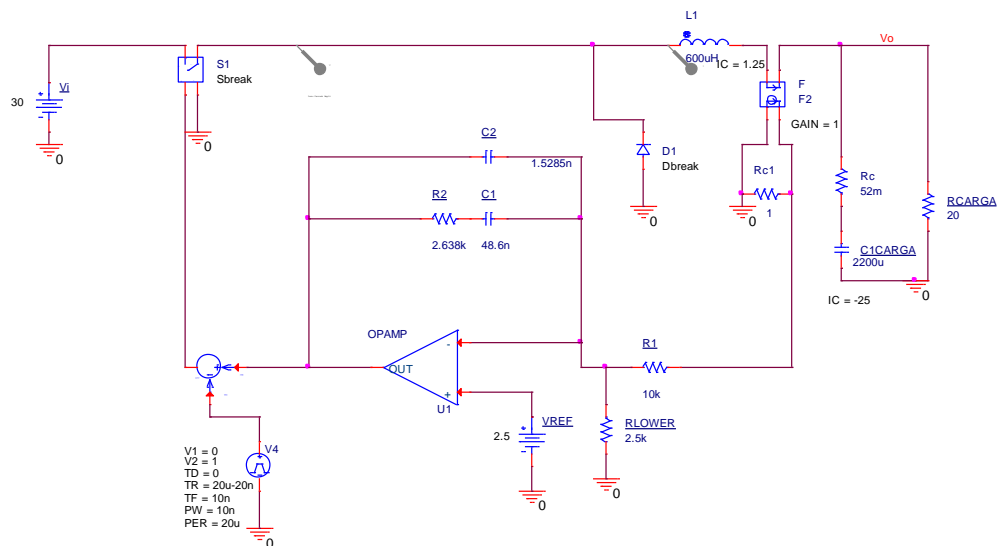 L1
600uH
IC = 1.25
Vo
S1
Sbreak
Vi
30
0
0
F
F2
GAIN = 1
C2
1.5285n
D1
Dbreak
0
Rc1
1
0
Rc
52m
RCARGA
20
R2
2.638k
C1
48.6n
C1CARGA
2200u
IC = -25
0
OPAMP
-
OUT
+
U1
R1
10k
VREF
2.5
0
RLOWER
2.5k
0
V4
V1 = 0
V2 = 1
TD = 0
TR = 20u-20n
TF = 10n
PW = 10n
PER = 20u
0